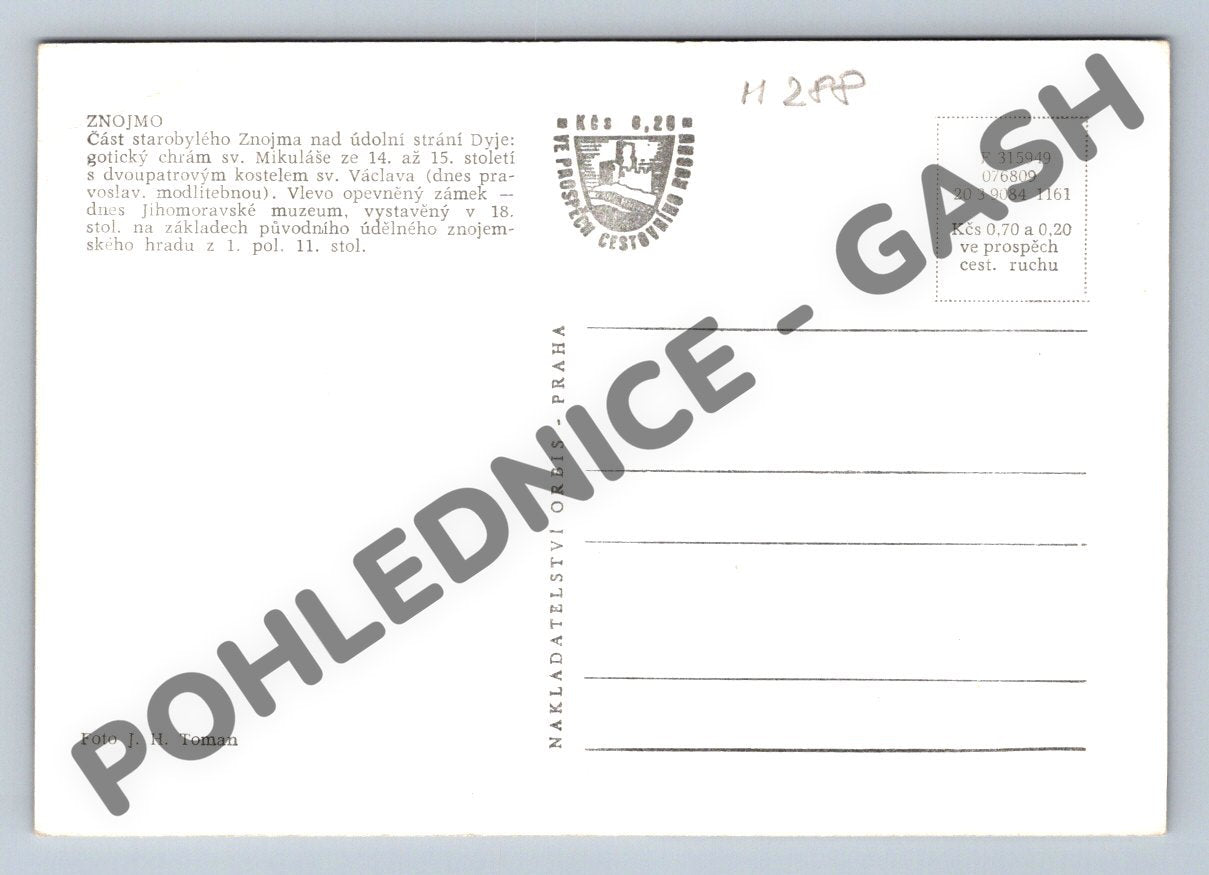 ZNOJMO
Část starobylého Znojma nad údolní strání Dyje:
gotický chrám sv. Mikuláše ze 14. až 15. století
s dvoupatrovým kostelem sv. Václava (dnes pra-
voslav. modlitebnou). Vlevo opevněný zámek —
dnes Jihomoravské muzeum, vystavěný v 18.
stol. na základech původního údělného znojem-
ského hradu z 1. pol. 11. stol.
Foto J. H. Toman
Kčs 0,20
VE PROSPĚCH CESTOVNÍHO RUCHU
H 288
F 315949
076809
20 3 9084 1161
Kčs 0,70 a 0,20
ve prospěch
cest. ruchu
NAKLADATELSTVÍ ORBIS - PRAHA
POHLEDNICE - GASH